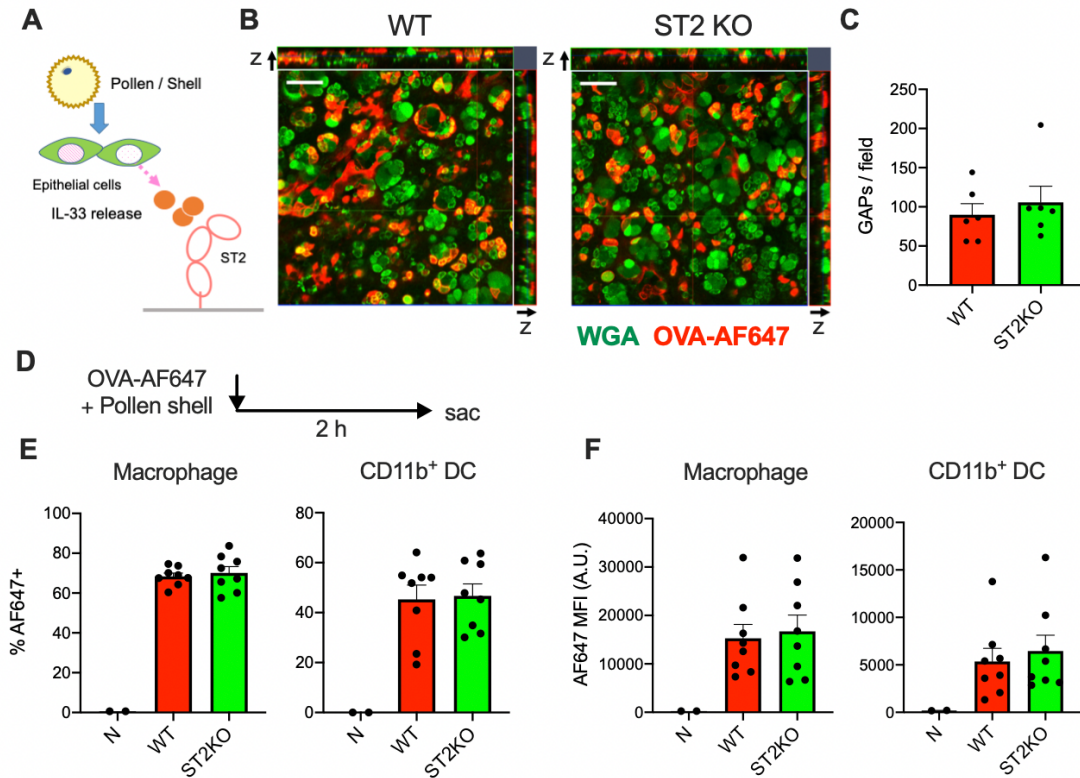 A
Pollen / Shell
Epithelial cells
IL-33 release
ST2
B
WT
ST2 KO
Z
Z
Z
Z
WGA OVA-AF647
C
GAPs / field
250
200
150
100
50
0
WT
ST2KO
D
OVA-AF647
+ Pollen shell
2 h
sac
E
Macrophage
% AF647+
100
80
60
40
20
0
N
WT
ST2KO
CD11b⁺ DC
80
60
40
20
0
N
WT
ST2KO
F
Macrophage
AF647 MFI (A.U.)
40000
30000
20000
10000
0
N
WT
ST2KO
CD11b⁺ DC
20000
15000
10000
5000
0
N
WT
ST2KO